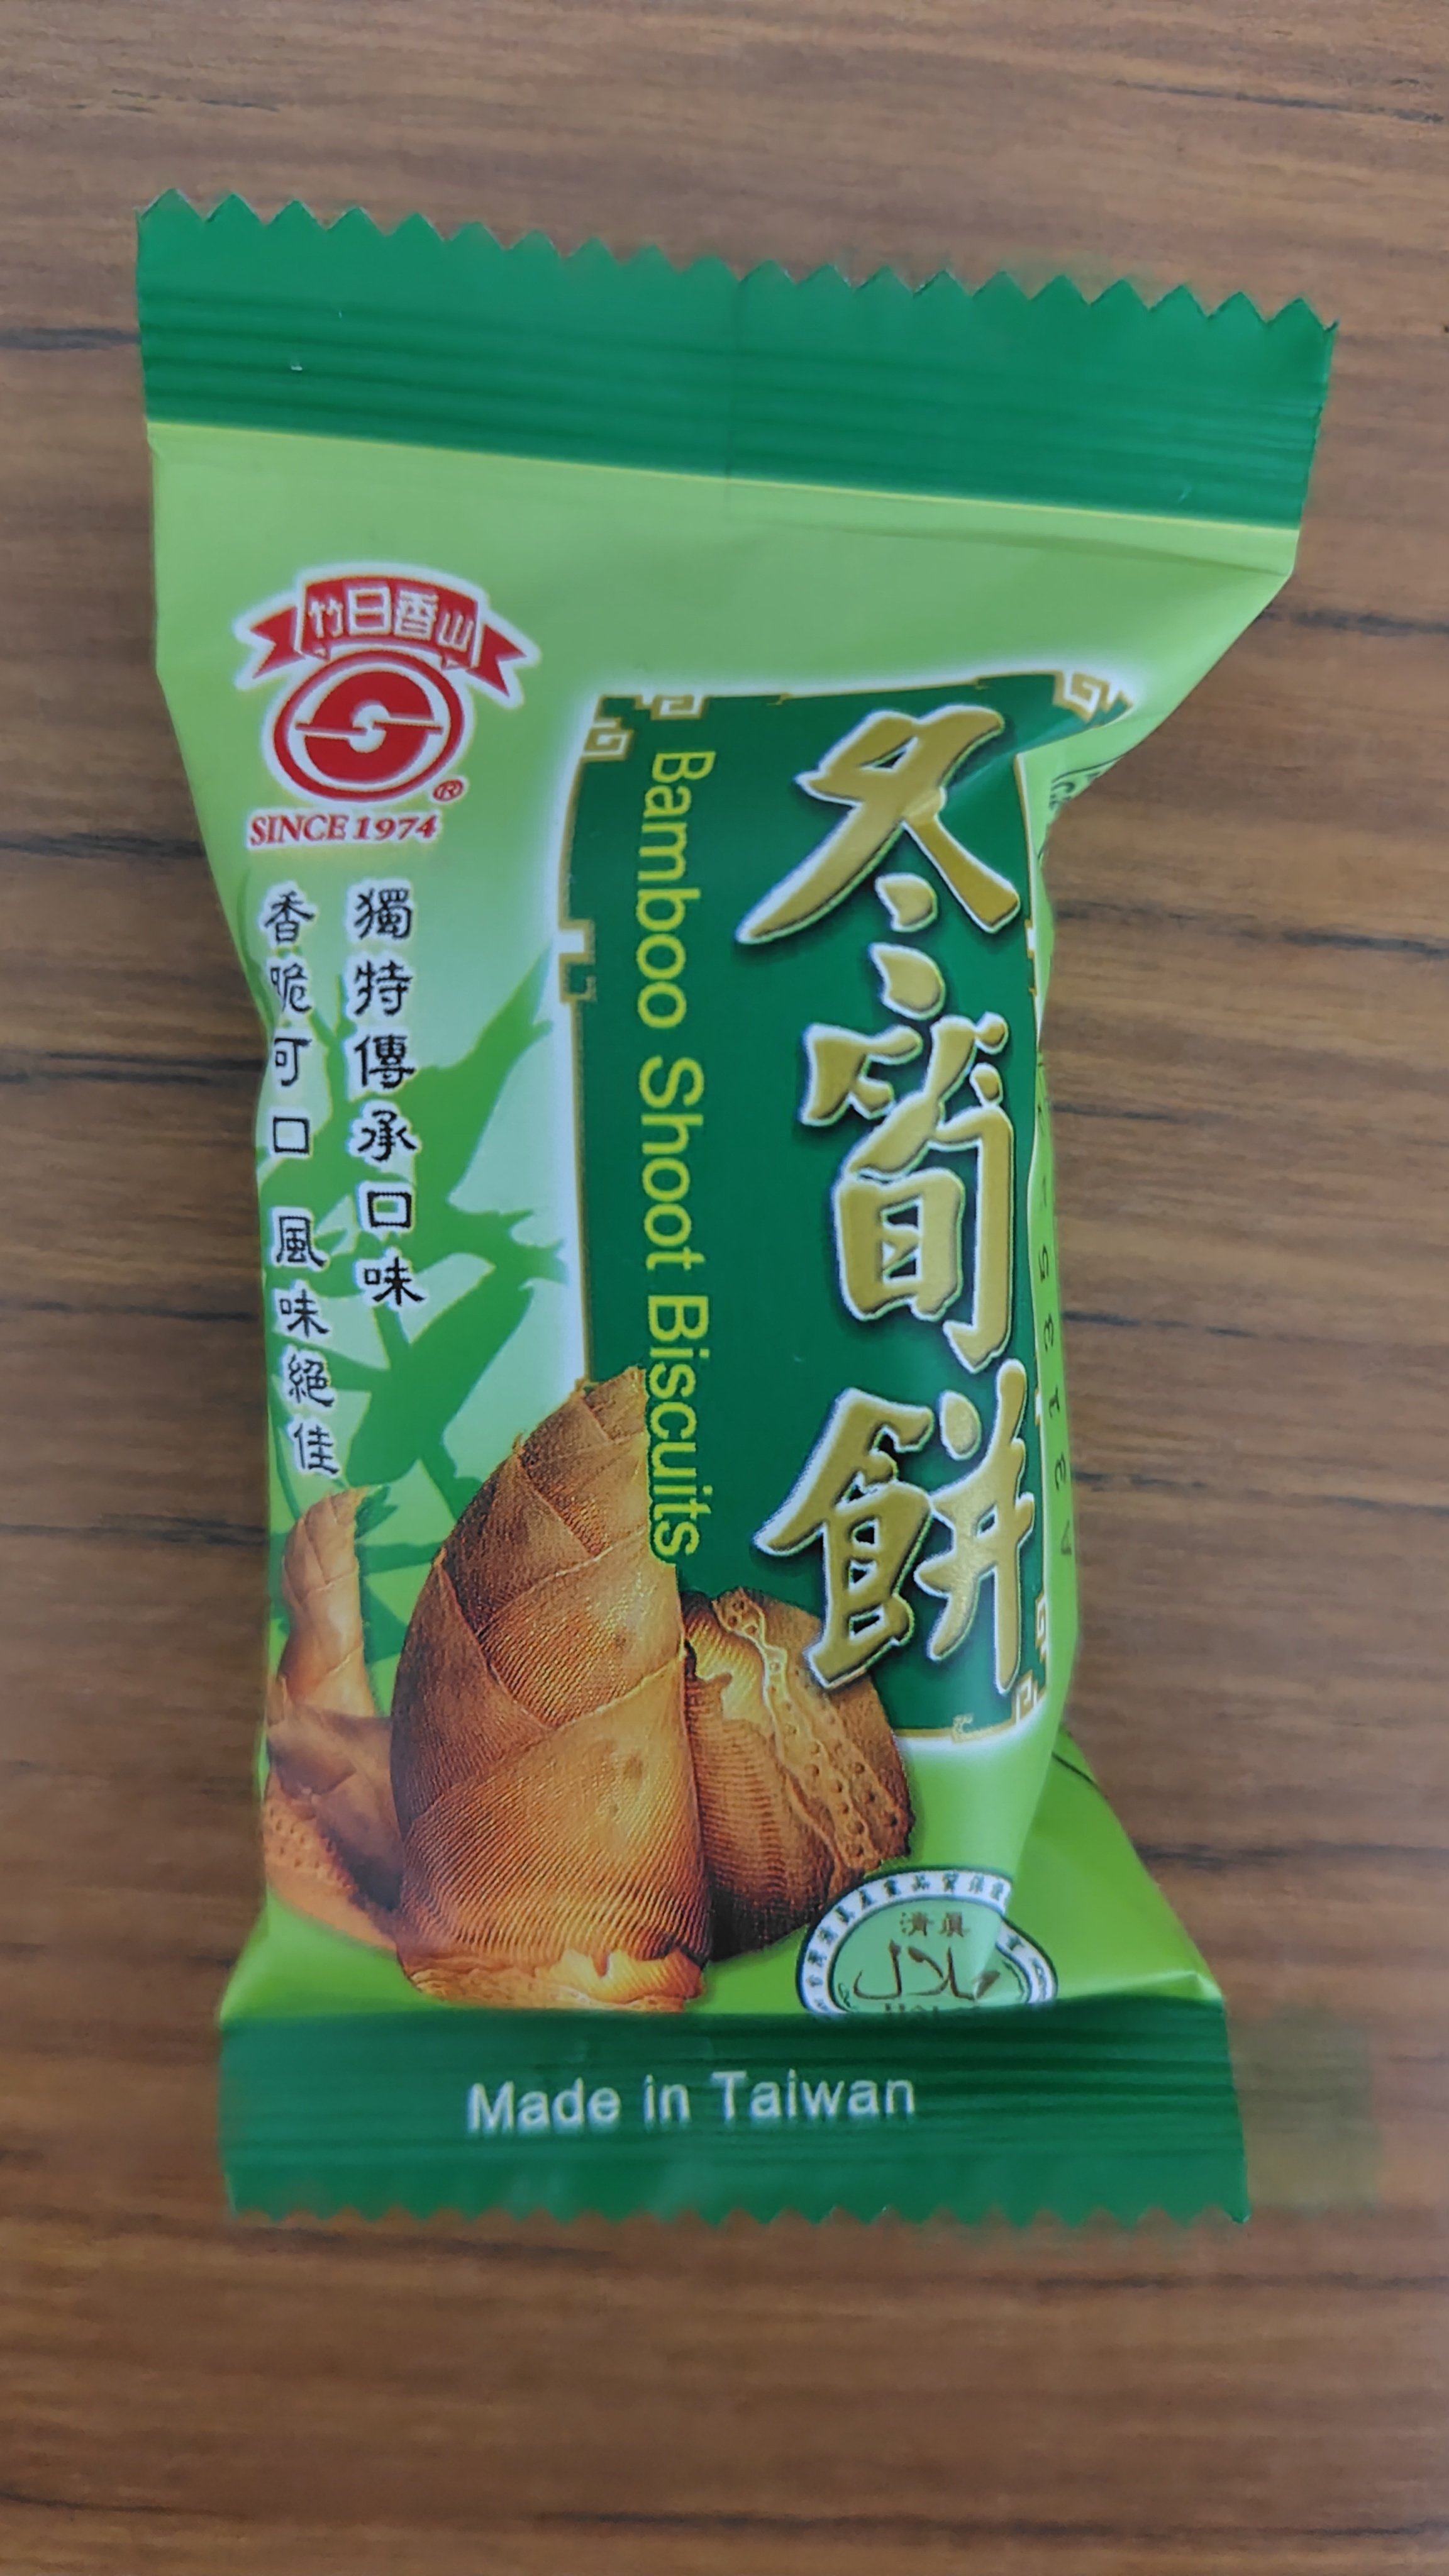 竹日香山
SINCE 1974
獨特傳承口味
香脆可口 風味絕佳
冬筍餅
Bamboo Shoot Biscuits
清真
حلال
Made in Taiwan